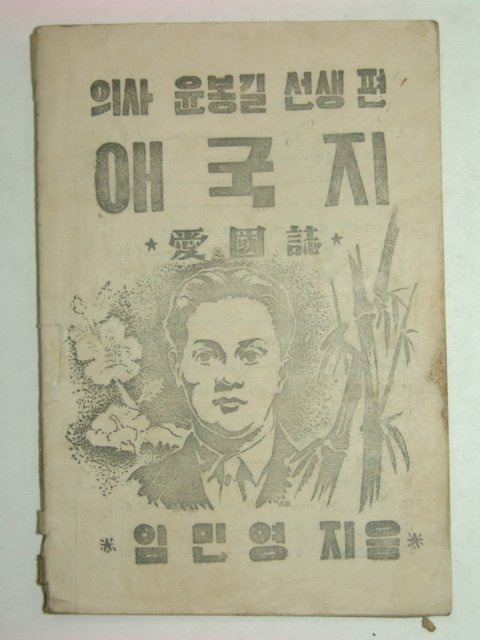 의사 윤봉길 선생 편
애국지
★ 愛國誌 ★
* 임민영 지음 *